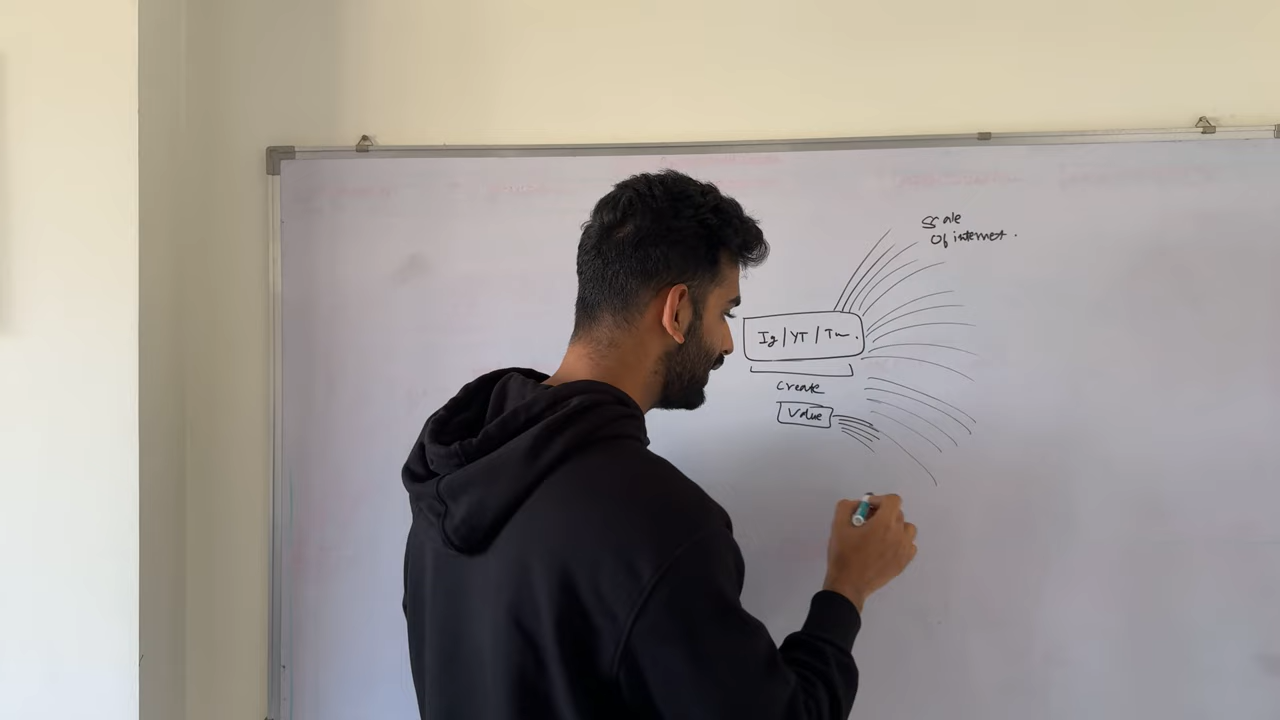 Scale
Of internet.
Ig / YT / Tw.
Create
Value